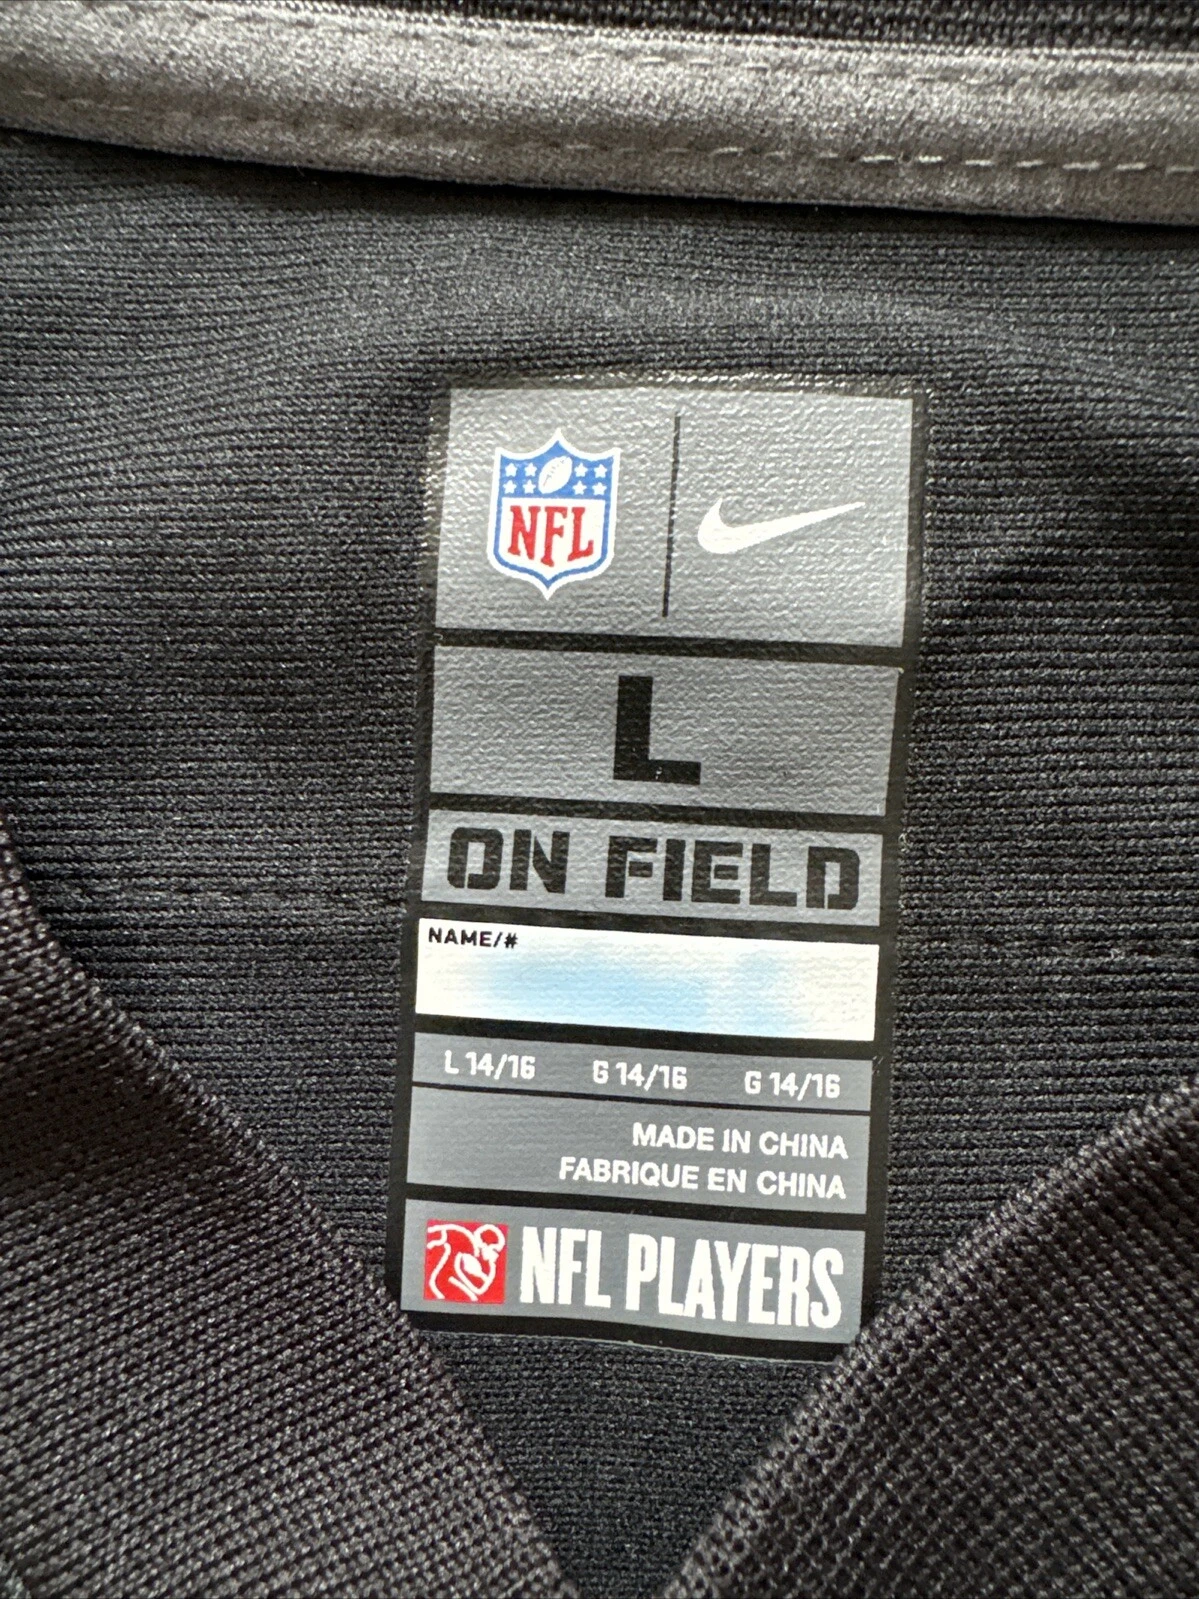 NFL
L
ON FIELD
NAME/#
L 14/16 G 14/16 G 14/16
MADE IN CHINA
FABRIQUE EN CHINA
NFL PLAYERS